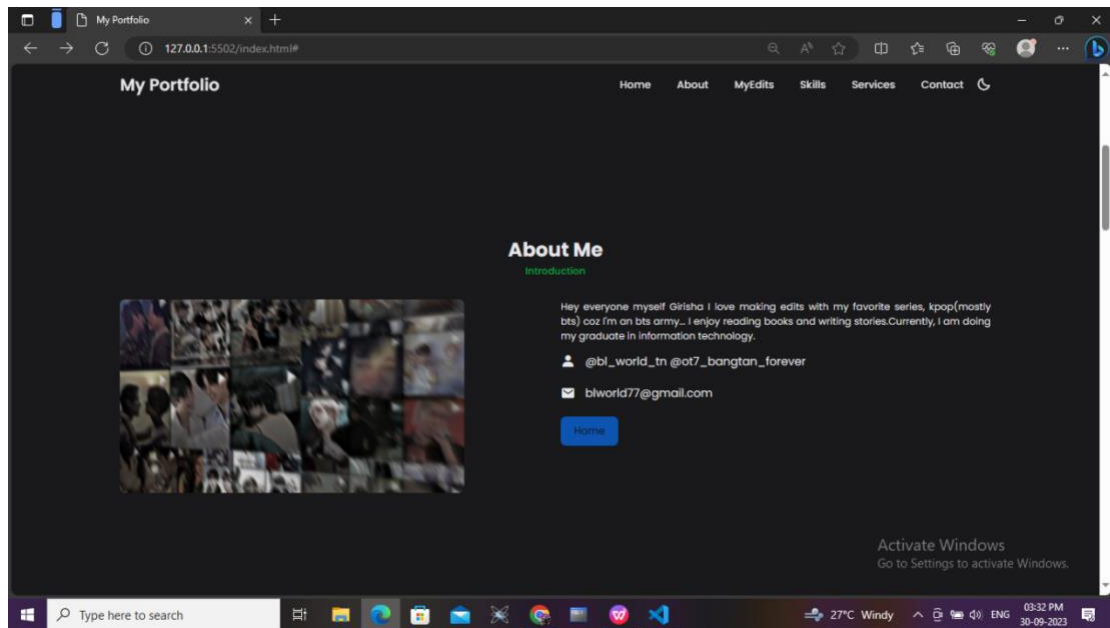 My Portfolio
127.0.0.1:5502/index.html#
My Portfolio
Home About MyEdits Skills Services Contact
About Me
Introduction
Hey everyone myself Girisha I love making edits with my favorite series, kpop(mostly
bts) coz I'm an bts army... I enjoy reading books and writing stories.Currently, I am doing
my graduate in information technology.
@bl_world_tn @ot7_bangtan_forever
blworld77@gmail.com
Home
Activate Windows
Go to Settings to activate Windows.
Type here to search
27°C Windy
ENG
03:32 PM
30-09-2023